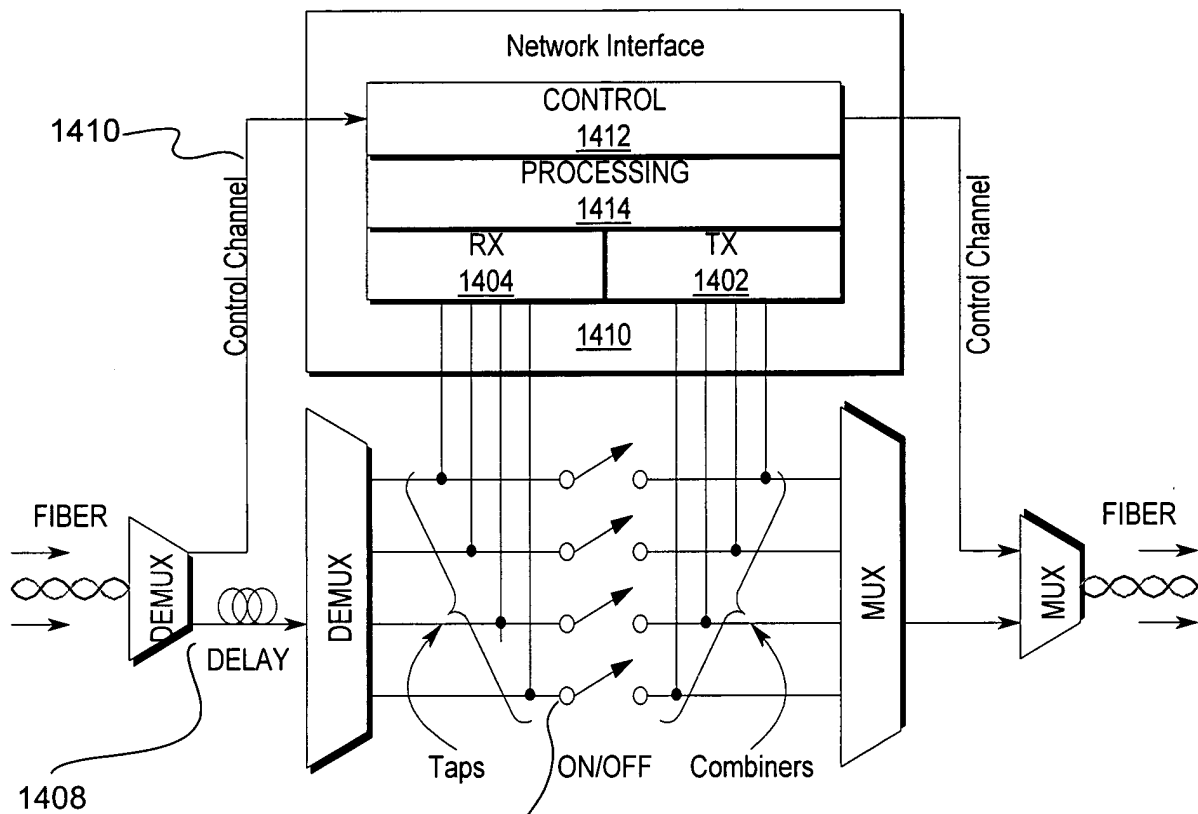 Network Interface
CONTROL
1412
PROCESSING
1414
RX
1404
TX
1402
1410
1410
Control Channel
Control Channel
FIBER
DEMUX
DELAY
DEMUX
MUX
MUX
FIBER
Taps
ON/OFF
Combiners
1408